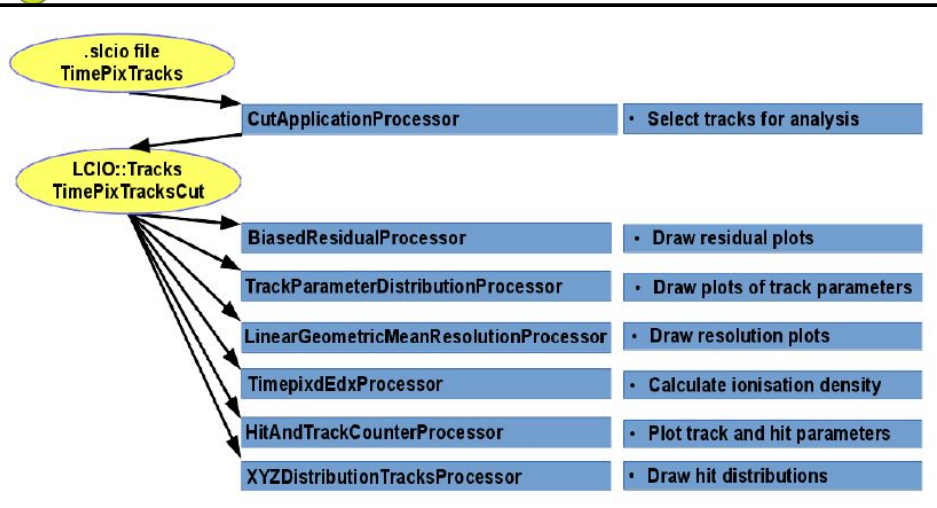 .slcio file
TimePixTracks
CutApplicationProcessor
• Select tracks for analysis
LCIO::Tracks
TimePixTracksCut
BiasedResidualProcessor
• Draw residual plots
TrackParameterDistributionProcessor
• Draw plots of track parameters
LinearGeometricMeanResolutionProcessor
• Draw resolution plots
TimepixdEdxProcessor
• Calculate ionisation density
HitAndTrackCounterProcessor
• Plot track and hit parameters
XYZDistributionTracksProcessor
• Draw hit distributions